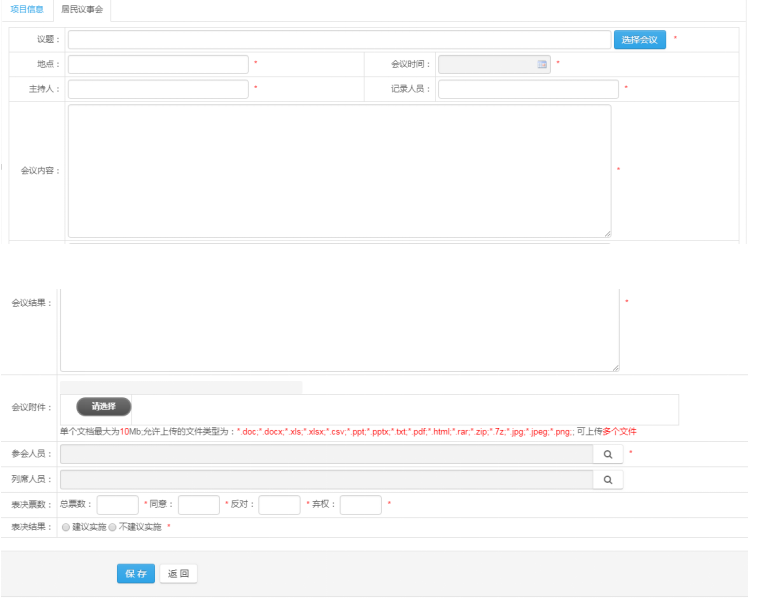 项目信息 居民议事会
议题： 选择会议 *
地点： * 会议时间： *
主持人： * 记录人员： *
会议内容： *
会议结果： *
会议附件： 请选择
单个文档最大为10Mb,允许上传的文件类型为：*.doc;*.docx;*.xls;*.xlsx;*.csv;*.ppt;*.pptx;*.txt;*.pdf;*.html;*.rar;*.zip;*.7z;*.jpg;*.jpeg;*.png;; 可上传多个文件
参会人员： *
列席人员：
表决票数： 总票数： *同意： *反对： *弃权： *
表决结果： 建议实施 不建议实施 *
保存 返回